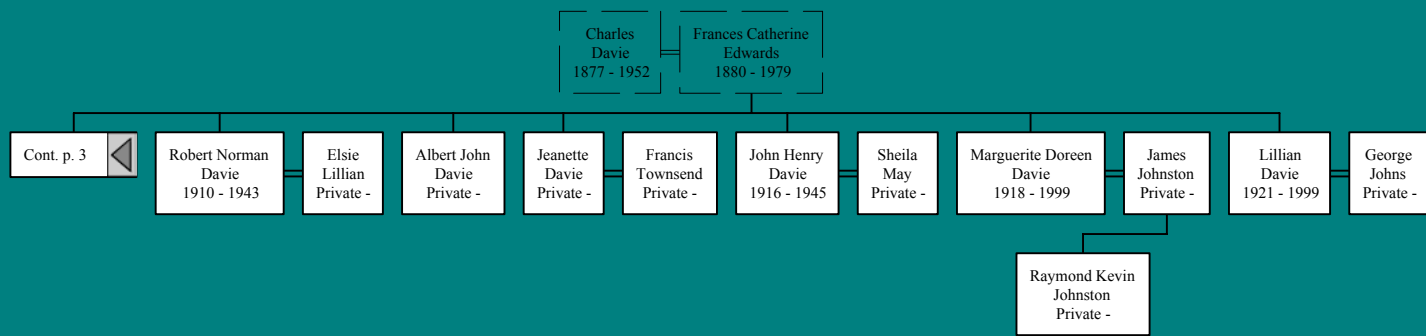 Charles
Davie
1877 - 1952
Frances Catherine
Edwards
1880 - 1979
Cont. p. 3
Robert Norman
Davie
1910 - 1943
Elsie
Lillian
Private -
Albert John
Davie
Private -
Jeanette
Davie
Private -
Francis
Townsend
Private -
John Henry
Davie
1916 - 1945
Sheila
May
Private -
Marguerite Doreen
Davie
1918 - 1999
James
Johnston
Private -
Lillian
Davie
1921 - 1999
George
Johns
Private -
Raymond Kevin
Johnston
Private -